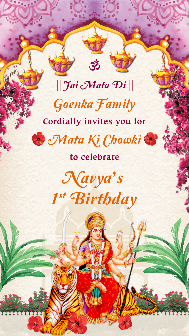 ॐ
|| Jai Mata Di ||
Goenka Family
Cordially invites you for
Mata Ki Chowki
to celebrate
Navya's
1st Birthday